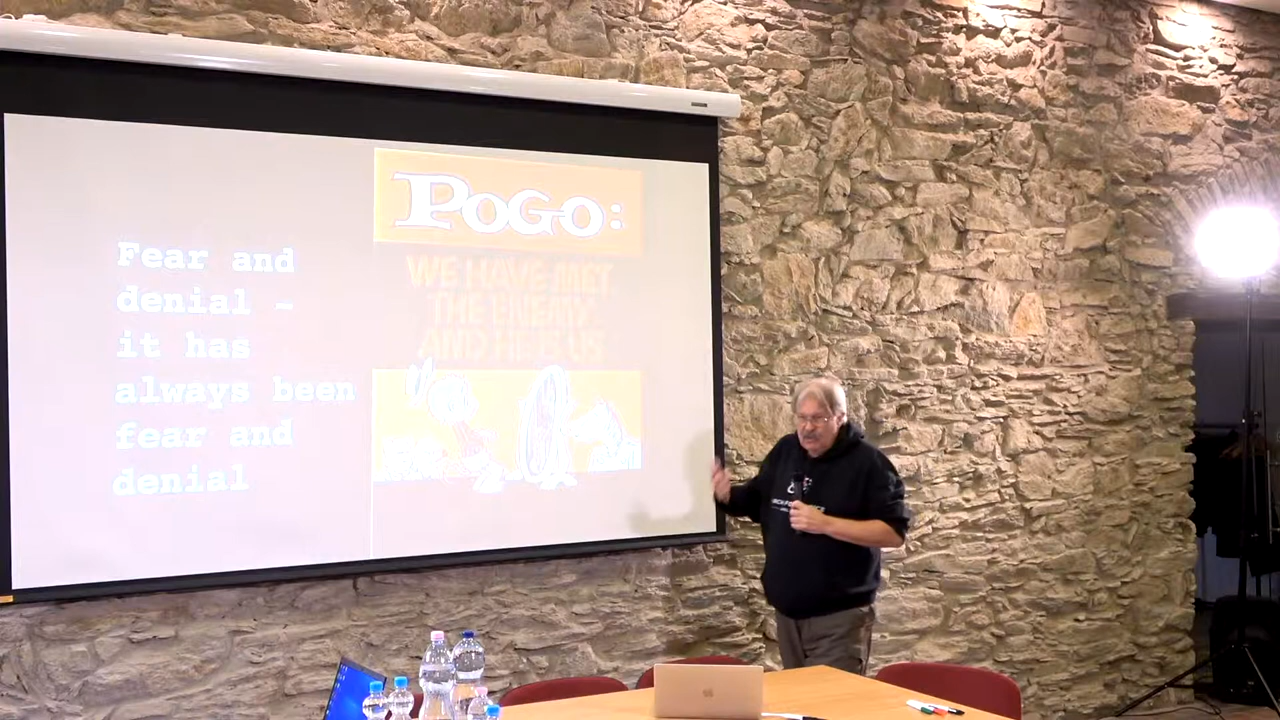 Fear and
denial –
it has
always been
fear and
denial
POGO:
WE HAVE MET
THE ENEMY
AND HE IS US